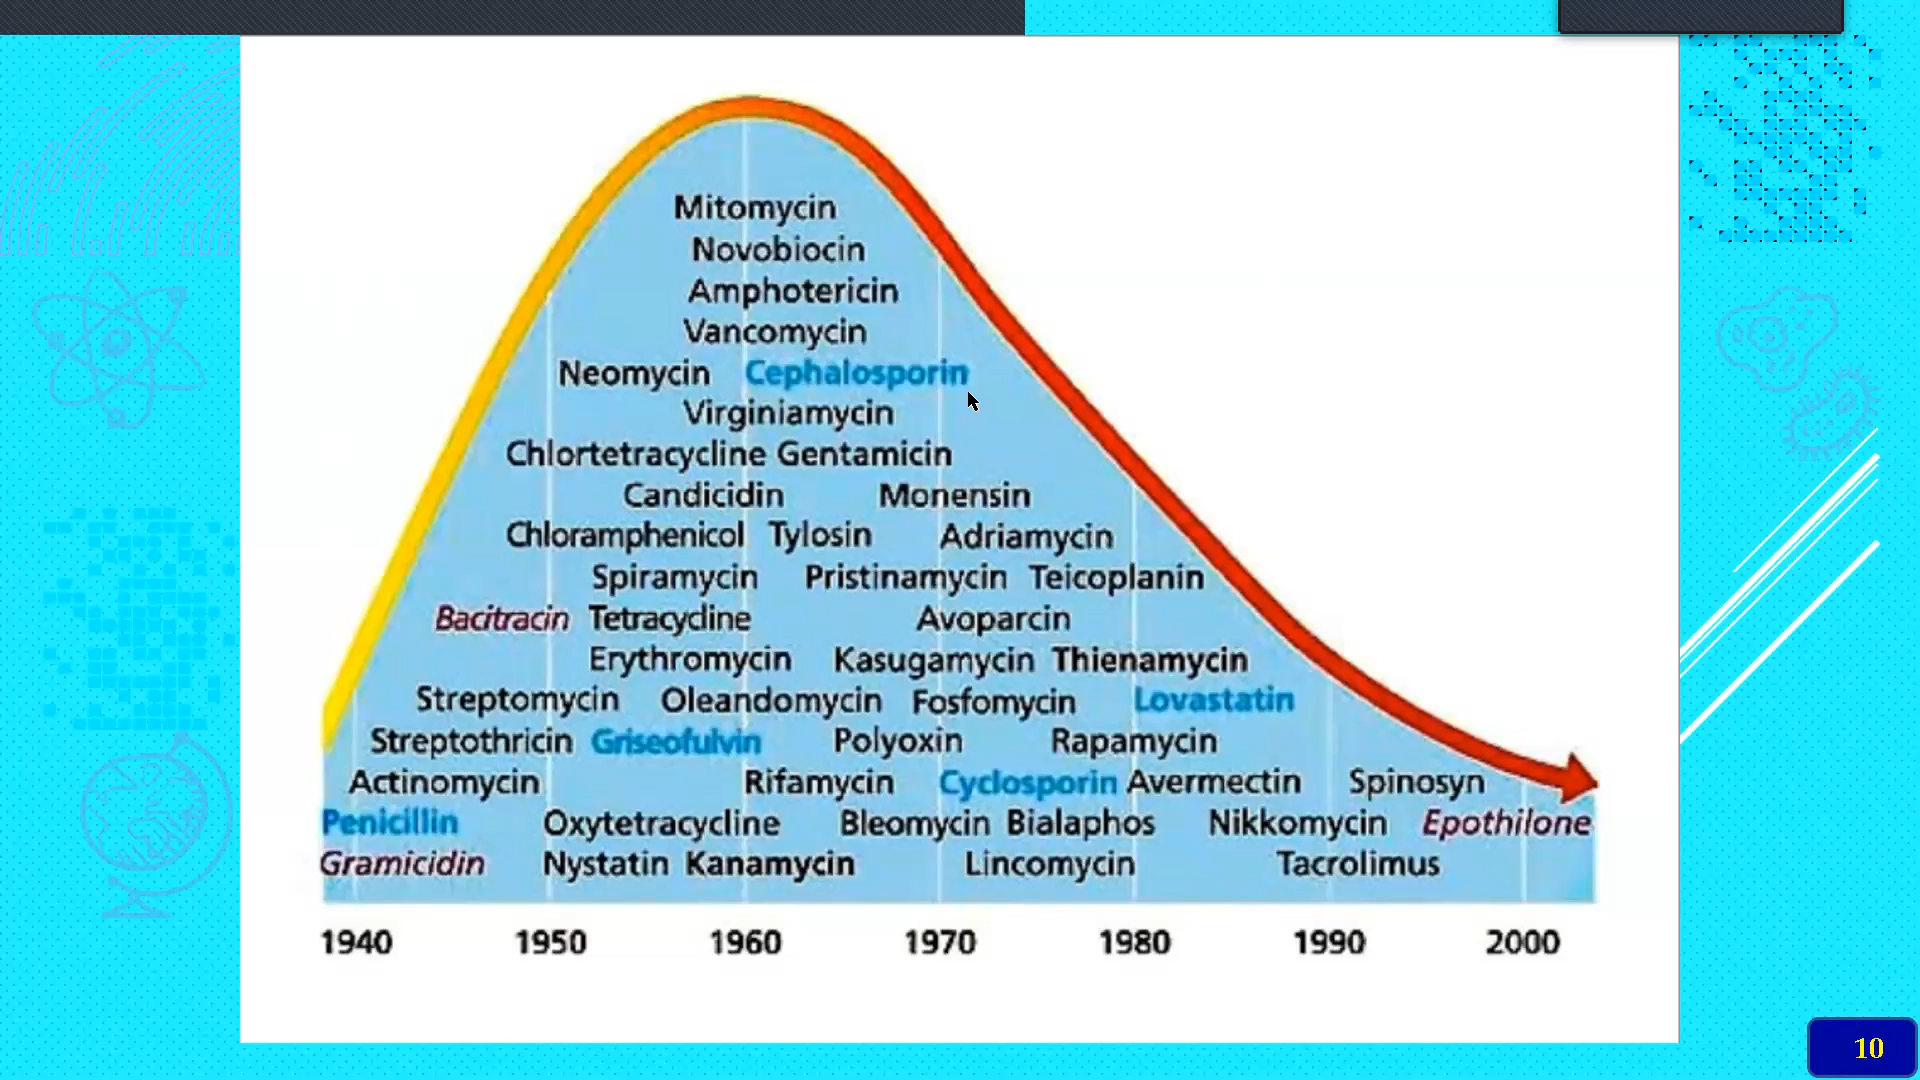 Mitomycin
Novobiocin
Amphotericin
Vancomycin
Neomycin Cephalosporin
Virginiamycin
Chlortetracycline Gentamicin
Candicidin Monensin
Chloramphenicol Tylosin Adriamycin
Spiramycin Pristinamycin Teicoplanin
Bacitracin Tetracycline Avoparcin
Erythromycin Kasugamycin Thienamycin
Streptomycin Oleandomycin Fosfomycin Lovastatin
Streptothricin Griseofulvin Polyoxin Rapamycin
Actinomycin Rifamycin Cyclosporin Avermectin Spinosyn
Penicillin Oxytetracycline Bleomycin Bialaphos Nikkomycin Epothilone
Gramicidin Nystatin Kanamycin Lincomycin Tacrolimus
1940 1950 1960 1970 1980 1990 2000
10